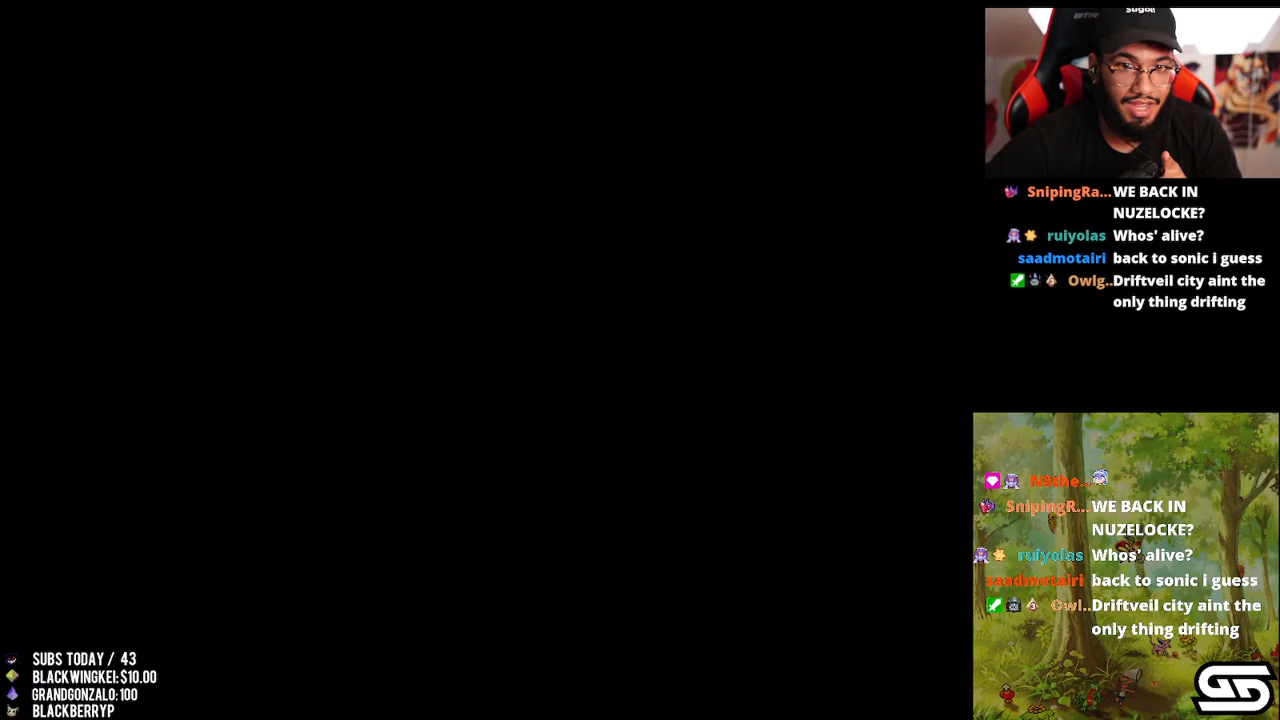 sugoi
SnipingRa... WE BACK IN
NUZELOCKE?
ruiyolas Whos' alive?
saadmotairi back to sonic i guess
Owlg.. Driftveil city aint the
only thing drifting
SnipingR... WE BACK IN
NUZELOCKE?
ruiyolas Whos' alive?
saadmotairi back to sonic i guess
Owl.. Driftveil city aint the
only thing drifting
SUBS TODAY / 43
BLACKWINGKEI: $10.00
GRANDGONZALO: 100
BLACKBERRYP